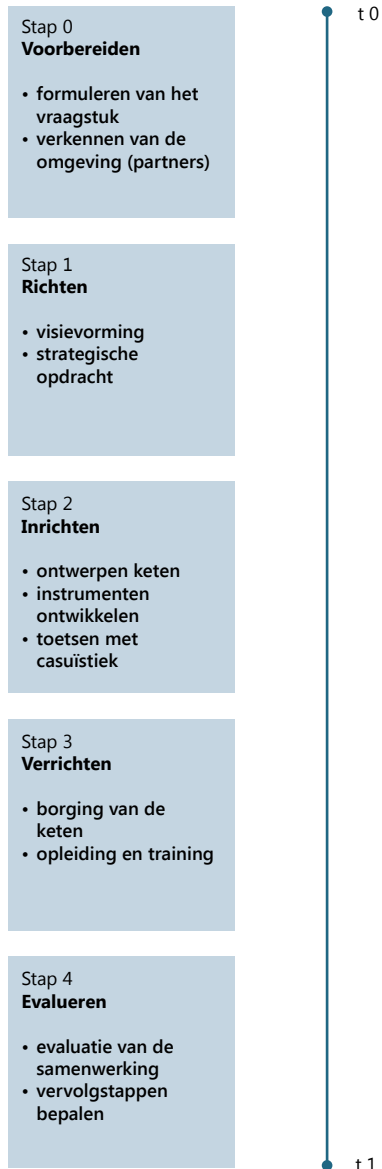 Stap 0
Voorbereiden
• formuleren van het
vraagstuk
• verkennen van de
omgeving (partners)
t 0
Stap 1
Richten
• visievorming
• strategische
opdracht
Stap 2
Inrichten
• ontwerpen keten
• instrumenten
ontwikkelen
• toetsen met
casuïstiek
Stap 3
Verrichten
• borging van de
keten
• opleiding en training
Stap 4
Evalueren
• evaluatie van de
samenwerking
• vervolgstappen
bepalen
t 1